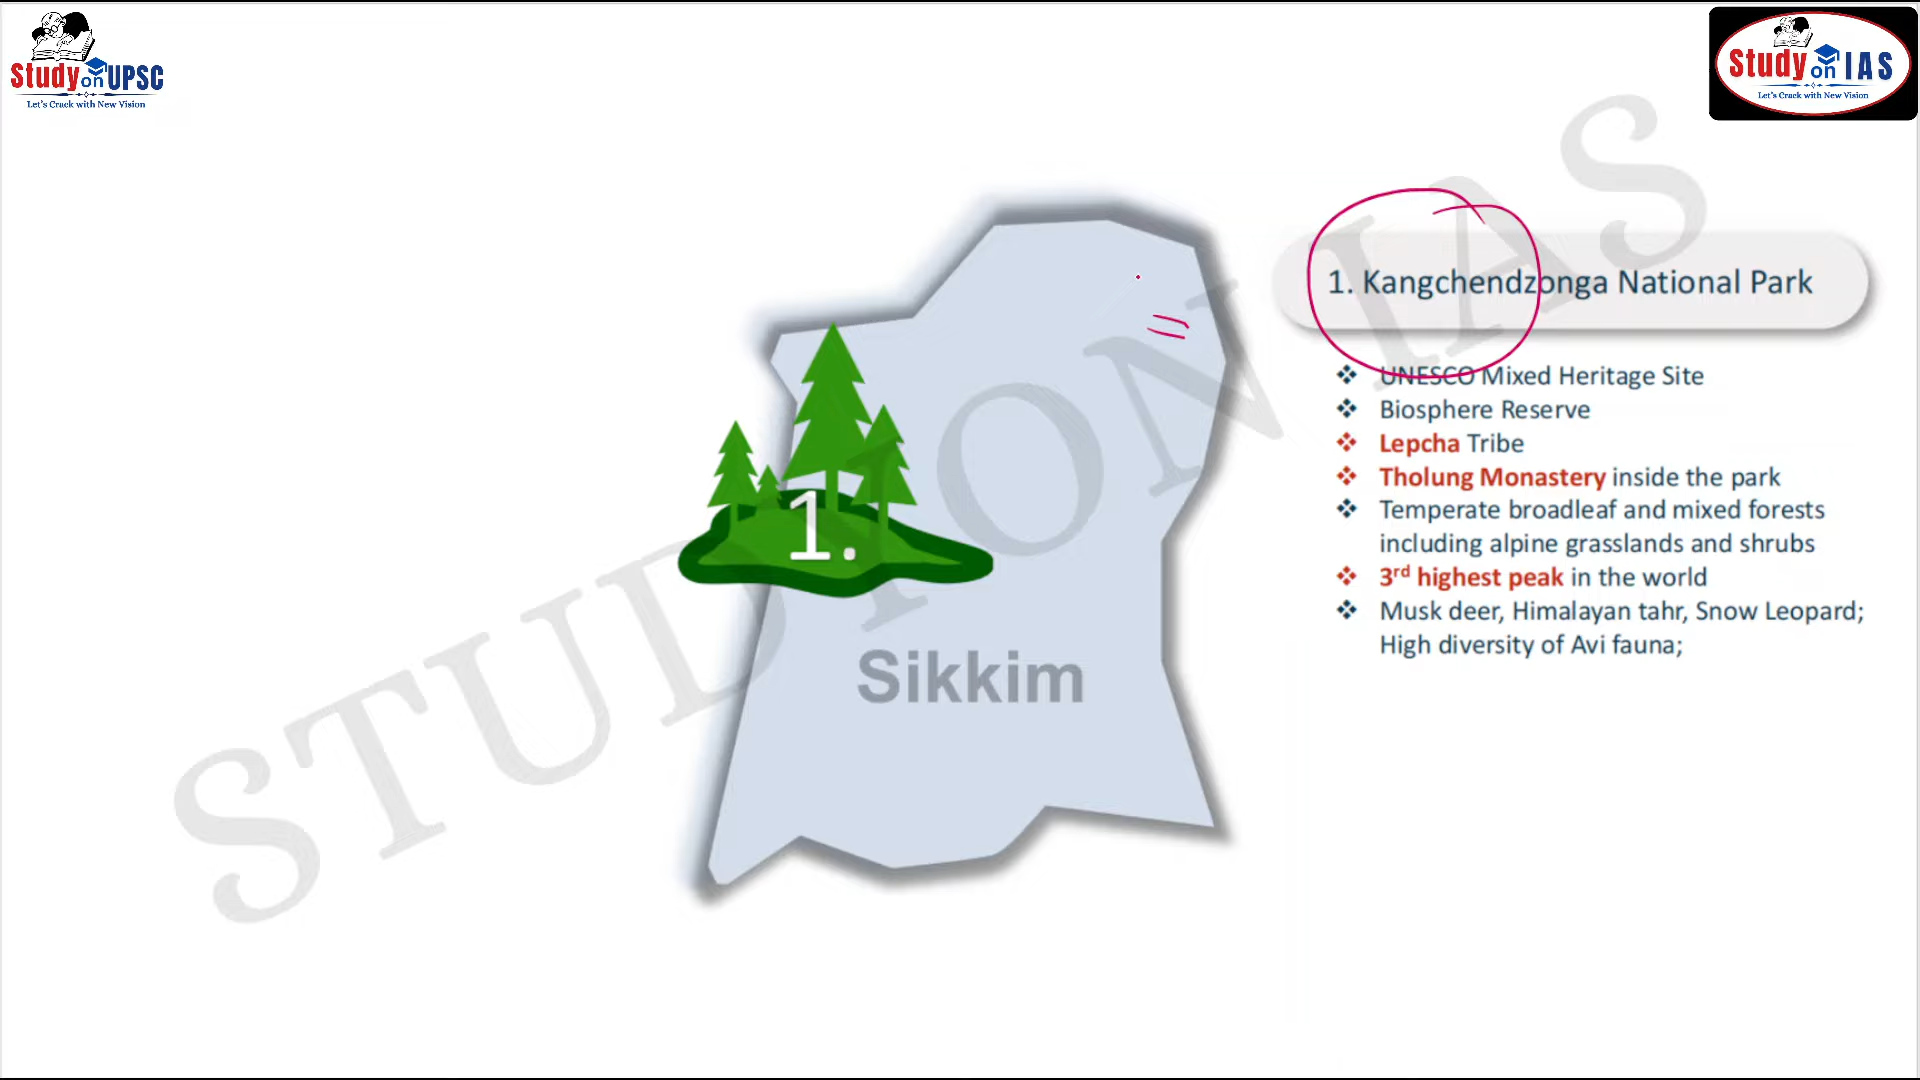 Study on UPSC
Let's Crack with New Vision
Study on IAS
Let's Crack with New Vision
STUDY ON IAS
1. Kangchendzonga National Park
❖ UNESCO Mixed Heritage Site
❖ Biosphere Reserve
❖ Lepcha Tribe
❖ Tholung Monastery inside the park
❖ Temperate broadleaf and mixed forests
including alpine grasslands and shrubs
❖ 3rd highest peak in the world
❖ Musk deer, Himalayan tahr, Snow Leopard;
High diversity of Avi fauna;
1.
Sikkim